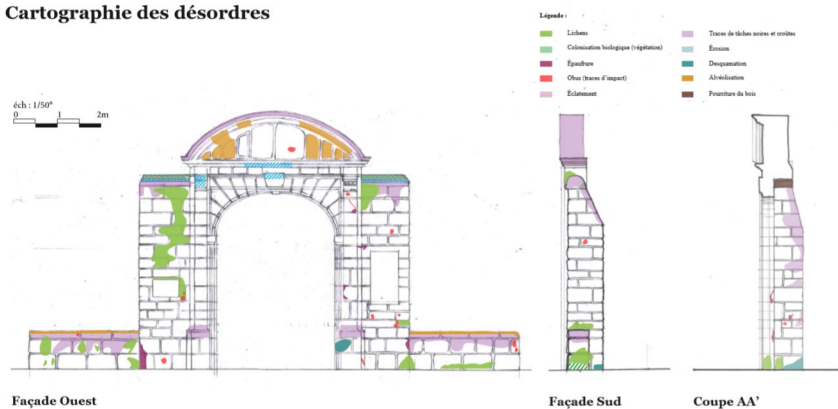 Cartographie des désordres
Légende :
Lichens
Colonisation biologique (végétation)
Épaufrure
Obus (traces d'impact)
Éclatement
Traces de tâches noires et croûtes
Érosion
Desquamation
Alvéolisation
Pourriture du bois
éch : 1/50°
0 1 2m
Façade Ouest
Façade Sud
Coupe AA'